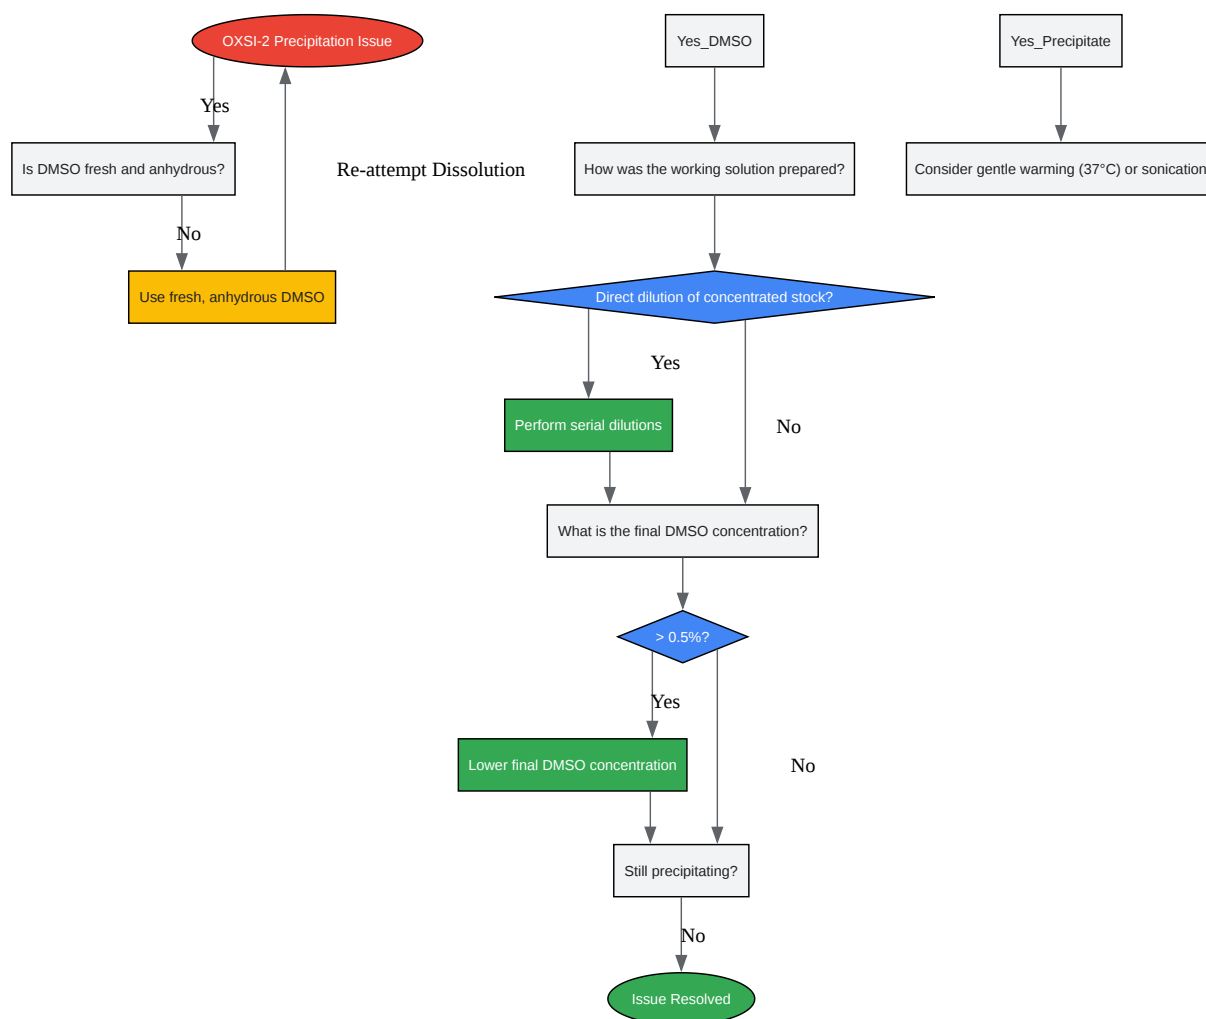 OXSI-2 Precipitation Issue
Yes_DMSO
Yes_Precipitate
Yes
Is DMSO fresh and anhydrous?
Re-attempt Dissolution
How was the working solution prepared?
Consider gentle warming (37°C) or sonication
No
Use fresh, anhydrous DMSO
Direct dilution of concentrated stock?
Yes
Perform serial dilutions
No
What is the final DMSO concentration?
> 0.5%?
Yes
Lower final DMSO concentration
No
Still precipitating?
No
Issue Resolved